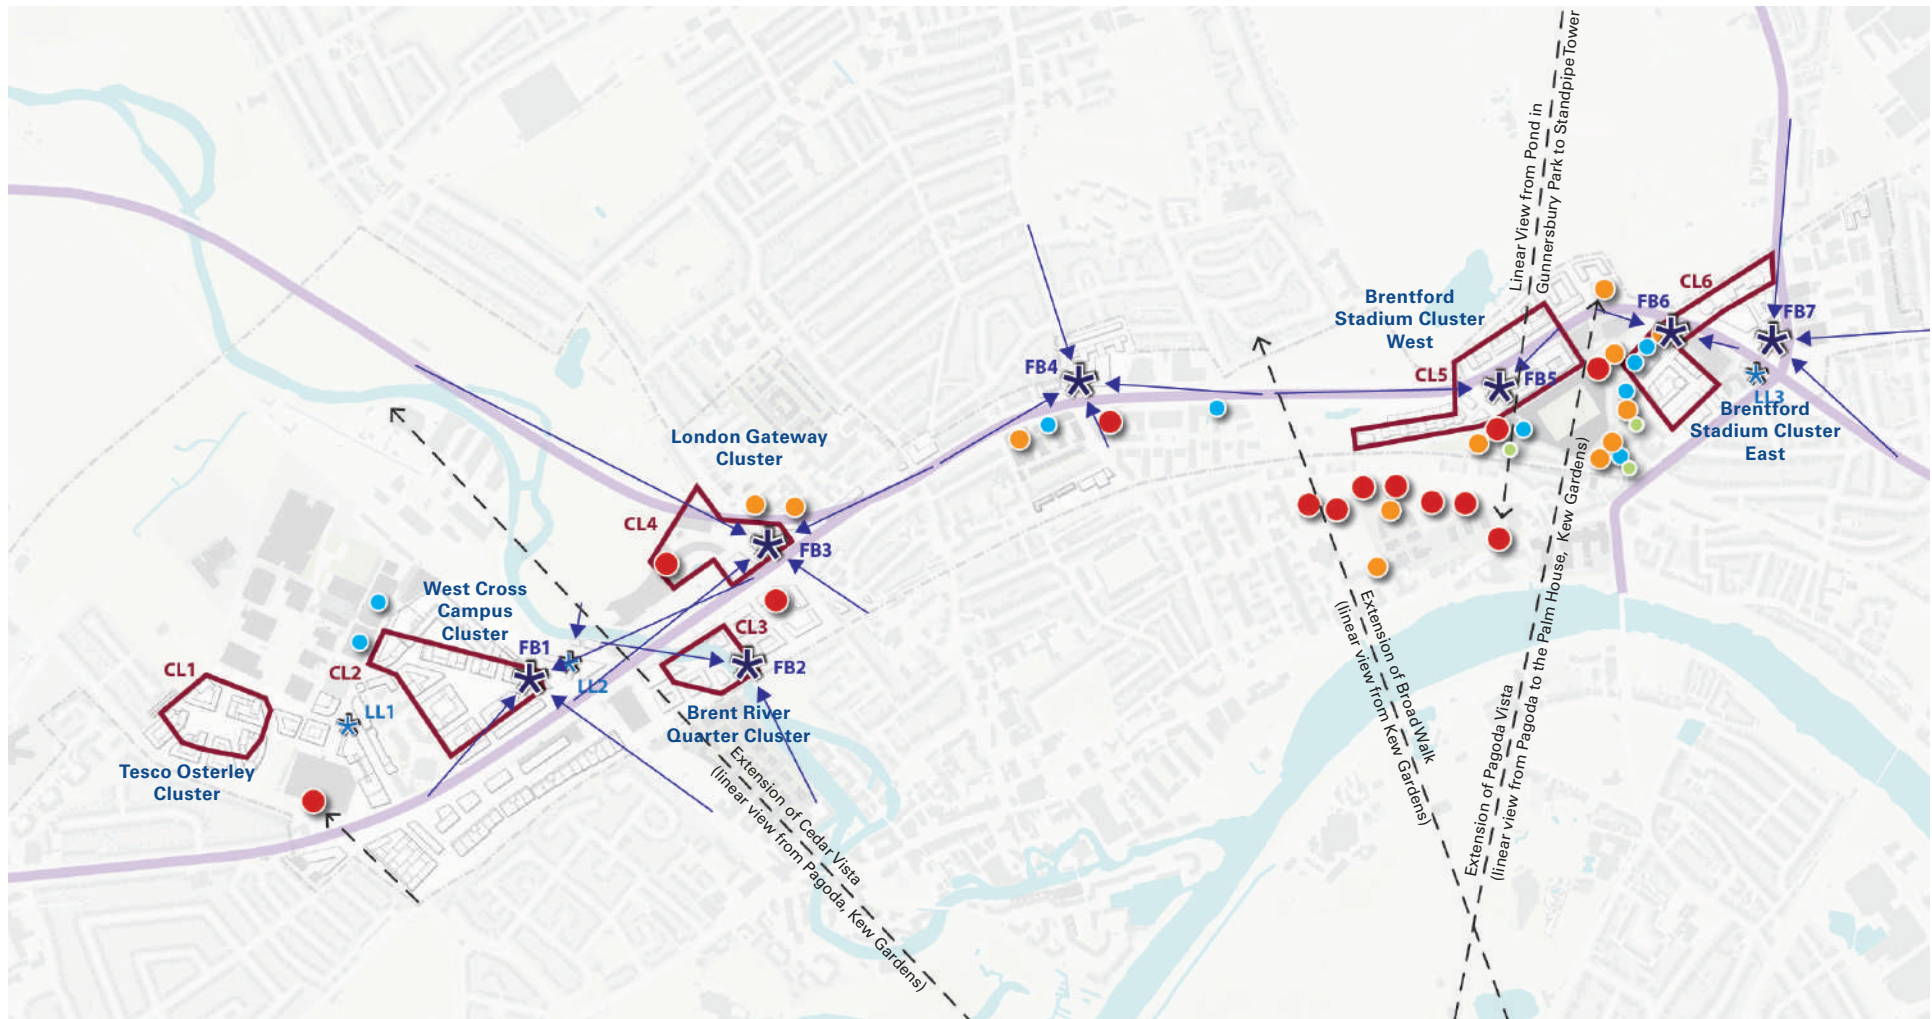 Linear View from Pond in
Gunnersbury Park to Standpipe Tower
CL6
FB6
FB7
Brentford
Stadium Cluster
West
FB4
CL5
FB5
LL3
Brentford
Stadium Cluster
East
London Gateway
Cluster
CL4
FB3
West Cross
Campus
Cluster
CL3
FB1
FB2
CL1
CL2
LL2
LL1
Brent River
Quarter Cluster
Tesco Osterley
Cluster
Extension of Cedar Vista
(linear view from Pagoda, Kew Gardens)
Extension of Broad Walk
(linear view from Kew Gardens)
Extension of Pagoda Vista
(linear view from Pagoda to the Palm House, Kew Gardens)